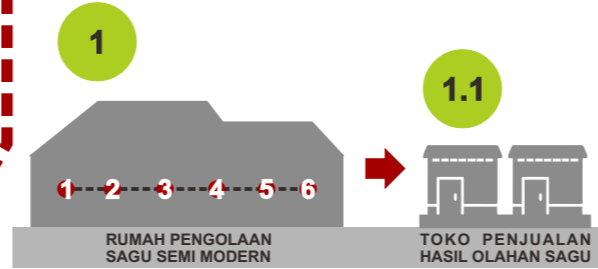 1
1.1
1 2 3 4 5 6
RUMAH PENGOLAAN
SAGU SEMI MODERN
TOKO PENJUALAN
HASIL OLAHAN SAGU